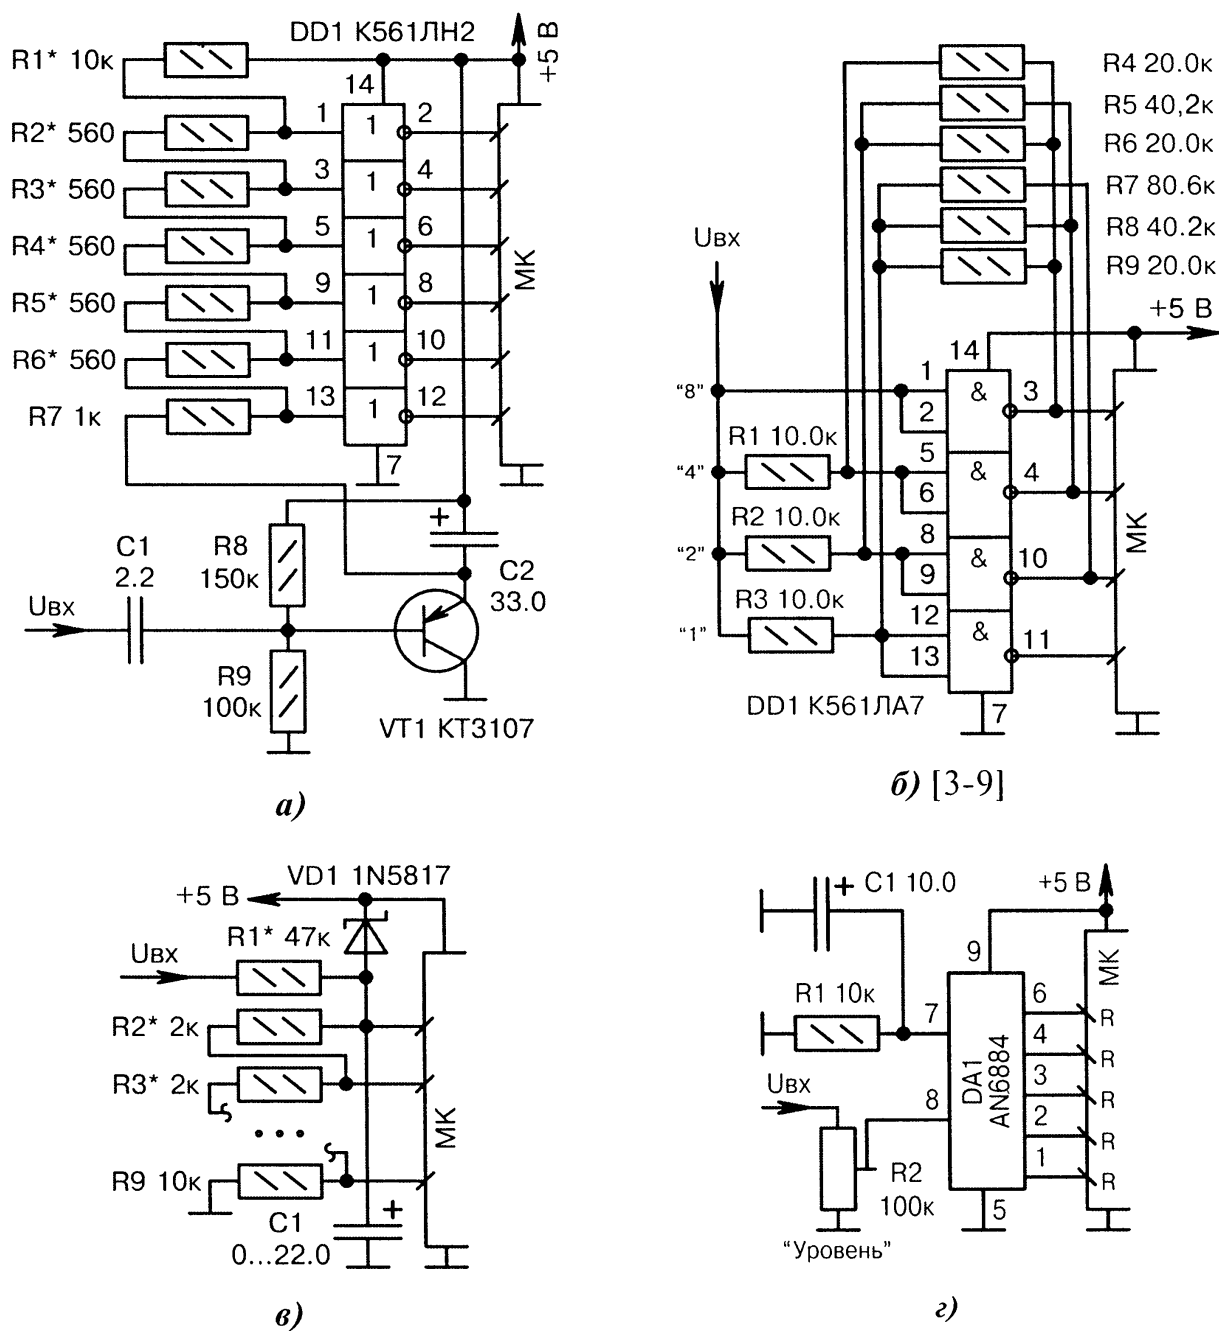 DD1 К561ЛН2
+5 В
R1* 10к
14
R2* 560
1
1
2
R3* 560
3
1
4
R4* 560
5
1
6
R5* 560
9
1
8
R6* 560
11
1
10
R7 1к
13
1
12
7
МК
+
C1
2.2
R8
150к
C2
33.0
Uвх
R9
100к
VT1 КТ3107
а)
R4 20.0к
R5 40,2к
R6 20.0к
R7 80.6к
R8 40.2к
R9 20.0к
Uвх
+5 В
14
“8”
1
2
&
3
R1 10.0к
“4”
5
6
&
4
R2 10.0к
“2”
8
9
&
10
R3 10.0к
“1”
12
13
&
11
МК
DD1 К561ЛА7
7
б) [3-9]
VD1 1N5817
+5 В
R1* 47к
Uвх
R2* 2к
R3* 2к
• • •
МК
R9 10к
C1
0...22.0
+
в)
+ C1 10.0
+5 В
9
МК
R1 10к
7
6
R
4
R
Uвх
8
DA1
AN6884
3
R
2
R
1
R
R2
100к
5
“Уровень”
г)